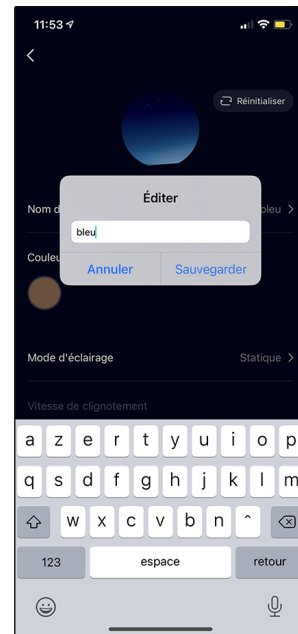 11:53
Réinitialiser
Éditer
Nom d
bleu
bleu
Couleu
Annuler Sauvegarder
Mode d'éclairage Statique
Vitesse de clignotement
a z e r t y u i o p
q s d f g h j k l m
w x c v b n ^
123 espace retour